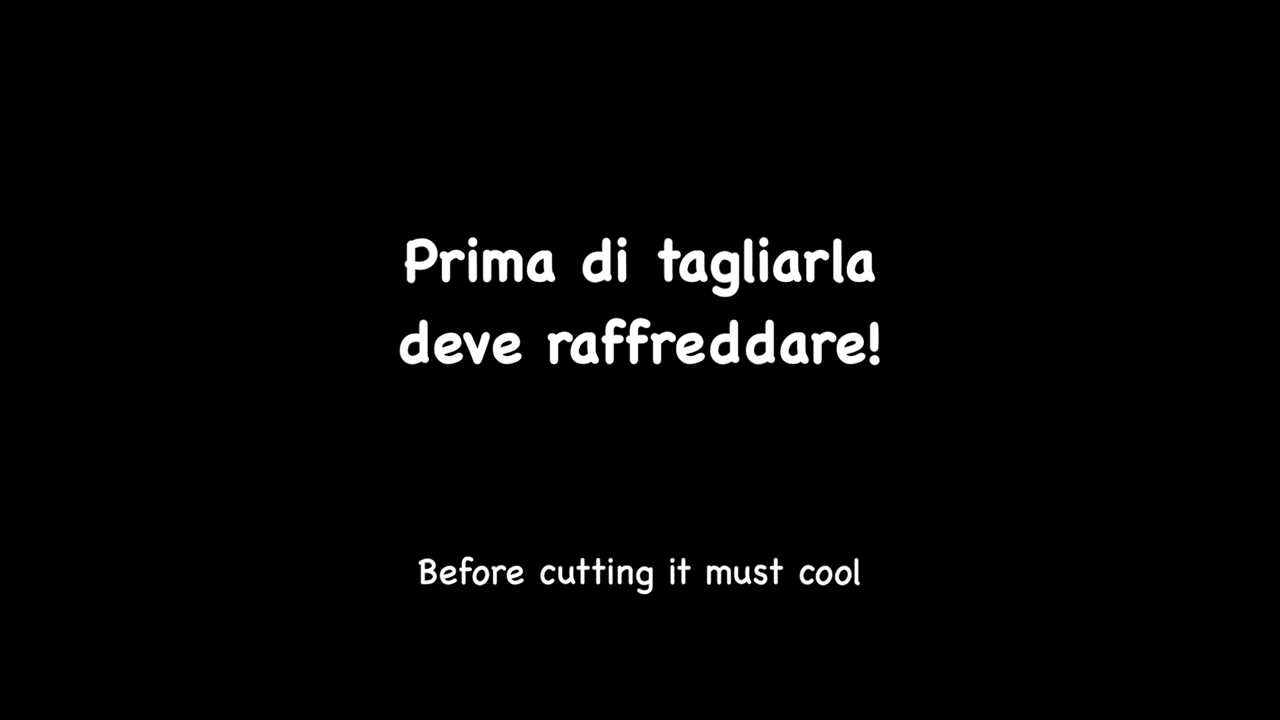 Prima di tagliarla
deve raffreddare!
Before cutting it must cool